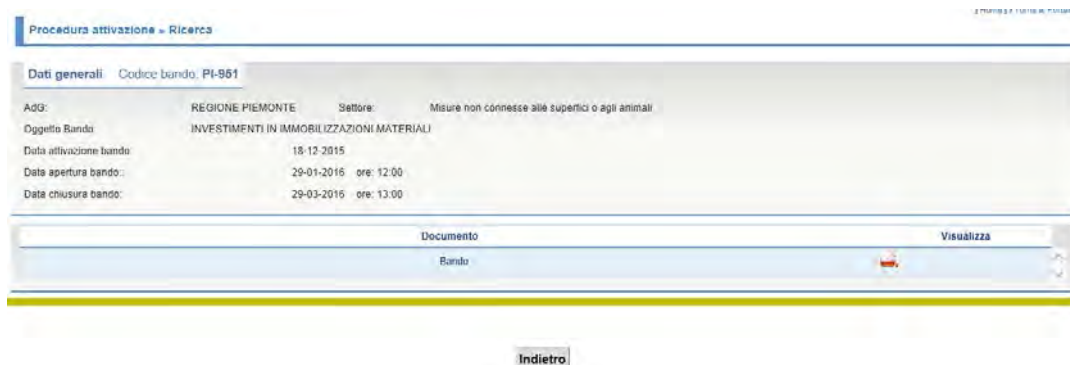 Procedura attivazione » Ricerca
Dati generali Codice bando: PI-951
AdG: REGIONE PIEMONTE Settore: Misure non connesse alle superfici o agli animali
Oggetto Bando INVESTIMENTI IN IMMOBILIZZAZIONI MATERIALI
Data attivazione bando 18-12-2015
Data apertura bando: 29-01-2016 ore: 12:00
Data chiusura bando: 29-03-2016 ore: 13:00
Documento Visualizza
Bando
Indietro